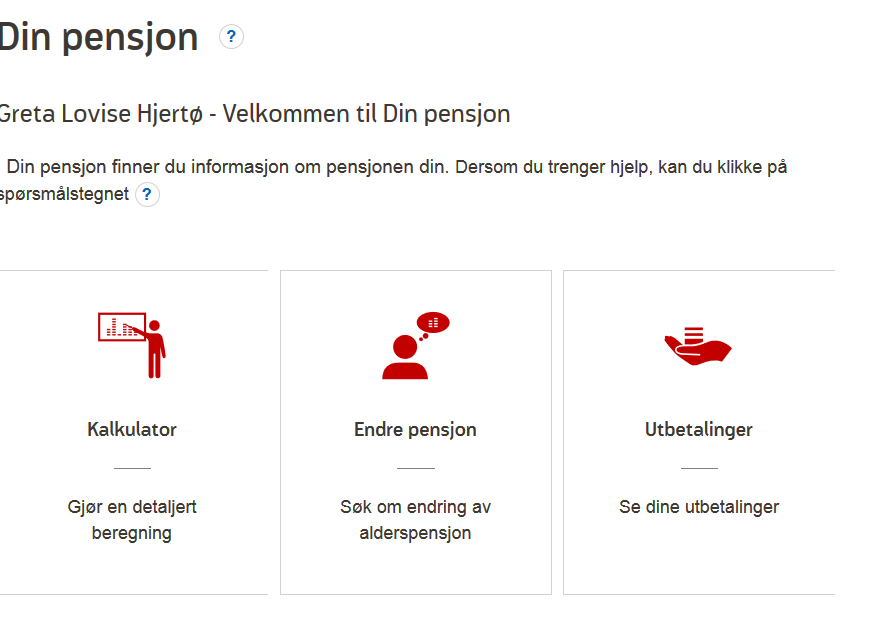 Din pensjon ?
Greta Lovise Hjertø - Velkommen til Din pensjon
Din pensjon finner du informasjon om pensjonen din. Dersom du trenger hjelp, kan du klikke på
spørsmålstegnet ?
Kalkulator
Gjør en detaljert
beregning
Endre pensjon
Søk om endring av
alderspensjon
Utbetalinger
Se dine utbetalinger